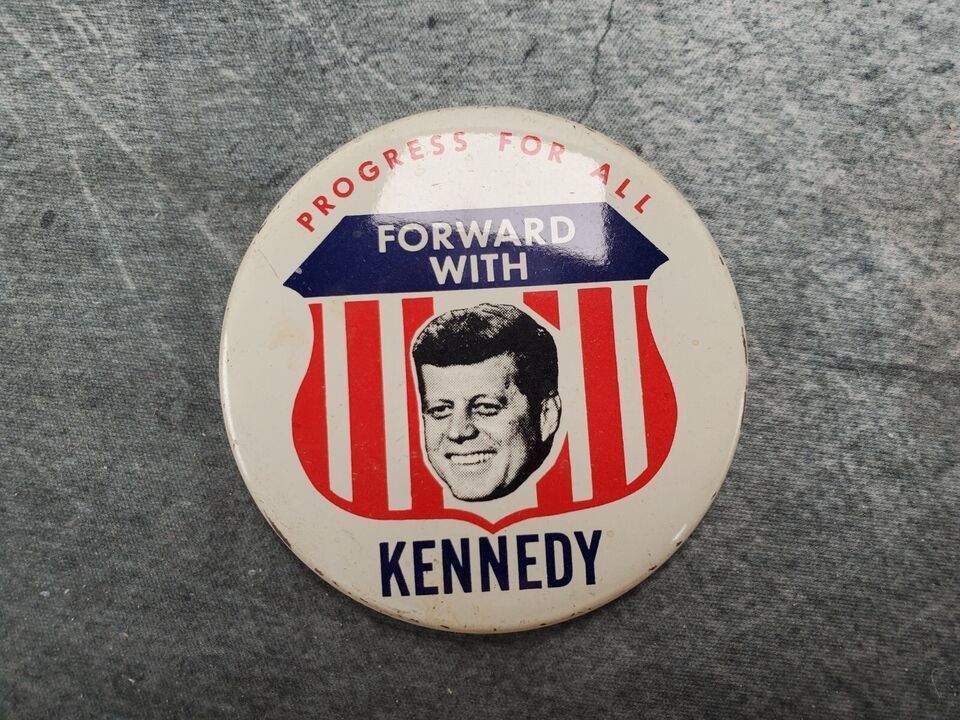 PROGRESS FOR ALL
FORWARD
WITH
KENNEDY